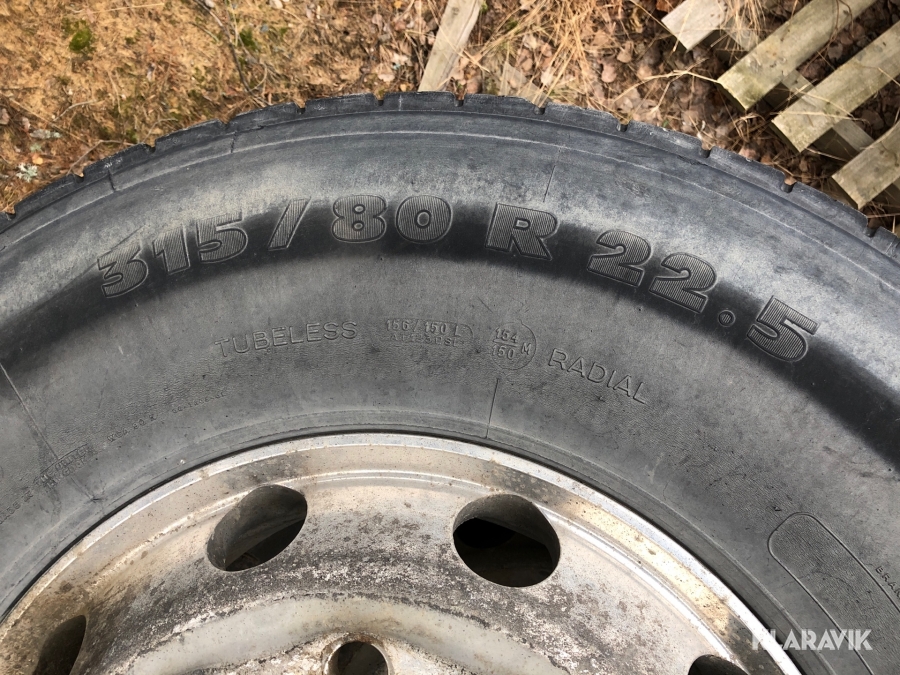 315/80 R 22.5
TUBELESS 156/150 L 154/150 M RADIAL
KLARAVIK